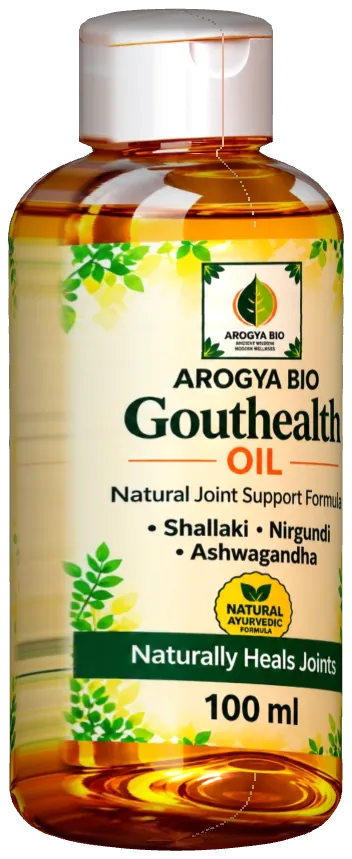 AROGYA BIO
ANCIENT WISDOM
MODERN WELLNESS
AROGYA BIO
Gouthealth
OIL
Natural Joint Support Formula
• Shallaki • Nirgundi
• Ashwagandha
NATURAL
AYURVEDIC
FORMULA
Naturally Heals Joints
100 ml